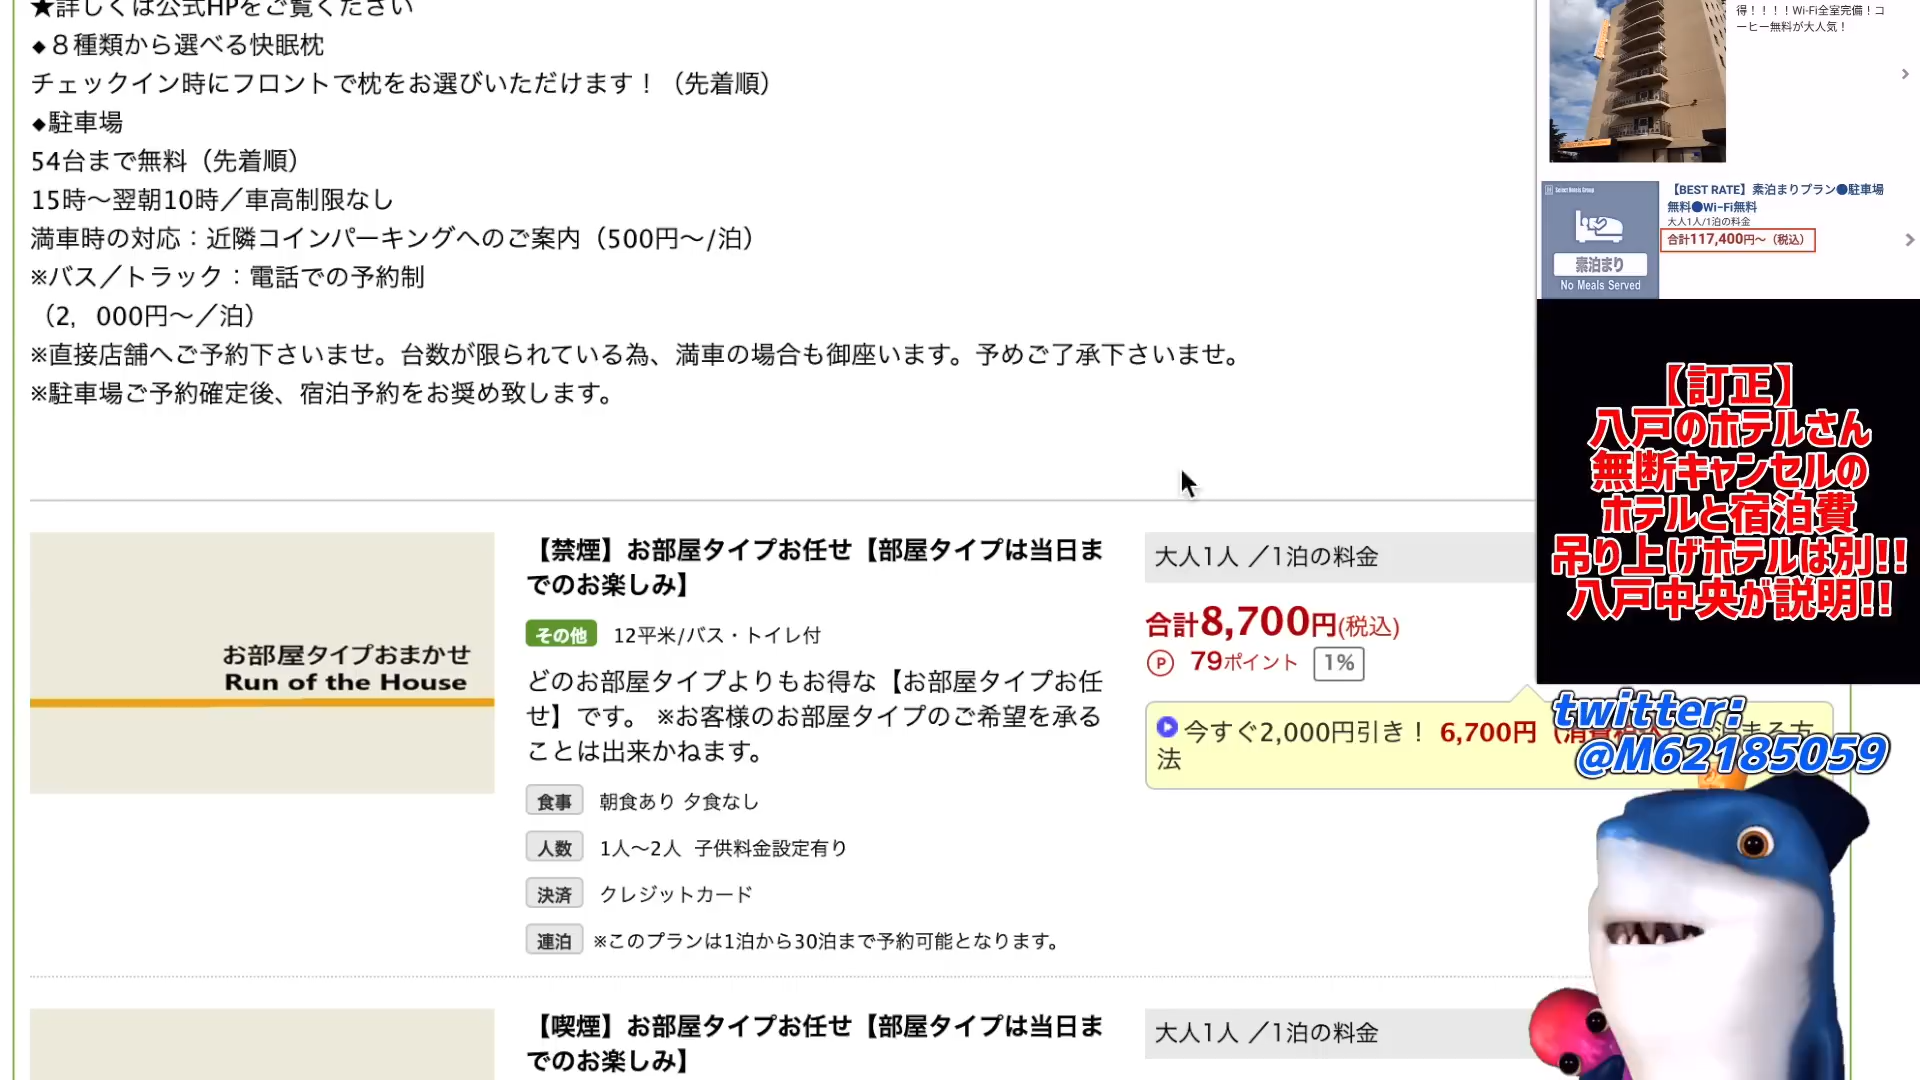 ★詳しくは公式HPをご覧ください
◆８種類から選べる快眠枕
チェックイン時にフロントで枕をお選びいただけます！（先着順）
◆駐車場
54台まで無料（先着順）
15時～翌朝10時／車高制限なし
満車時の対応：近隣コインパーキングへのご案内（500円～/泊）
※バス／トラック：電話での予約制
（2，000円～／泊）
※直接店舗へご予約下さいませ。台数が限られている為、満車の場合も御座います。予めご了承下さいませ。
※駐車場ご予約確定後、宿泊予約をお奨め致します。
お部屋タイプおまかせ
Run of the House
【禁煙】お部屋タイプお任せ【部屋タイプは当日ま
でのお楽しみ】
その他 12平米/バス・トイレ付
どのお部屋タイプよりもお得な【お部屋タイプお任
せ】です。 ※お客様のお部屋タイプのご希望を承る
ことは出来かねます。
食事 朝食あり 夕食なし
人数 1人～2人 子供料金設定有り
決済 クレジットカード
連泊 ※このプランは1泊から30泊まで予約可能となります。
大人1人 ／1泊の料金
合計8,700円(税込)
P 79ポイント 1%
今すぐ2,000円引き！ 6,700円（消費税込
泊まる方
法
【喫煙】お部屋タイプお任せ【部屋タイプは当日ま
でのお楽しみ】
大人1人 ／1泊の料金
得！！！！Wi-Fi全室完備！コ
ーヒー無料が大人気！
Select Hotels Group
素泊まり
No Meals Served
【BEST RATE】素泊まりプラン●駐車場
無料●Wi-Fi無料
大人1人/1泊の料金
合計117,400円～（税込）
【訂正】
八戸のホテルさん
無断キャンセルの
ホテルと宿泊費
吊り上げホテルは別!!
八戸中央が説明!!
twitter:
@M62185059